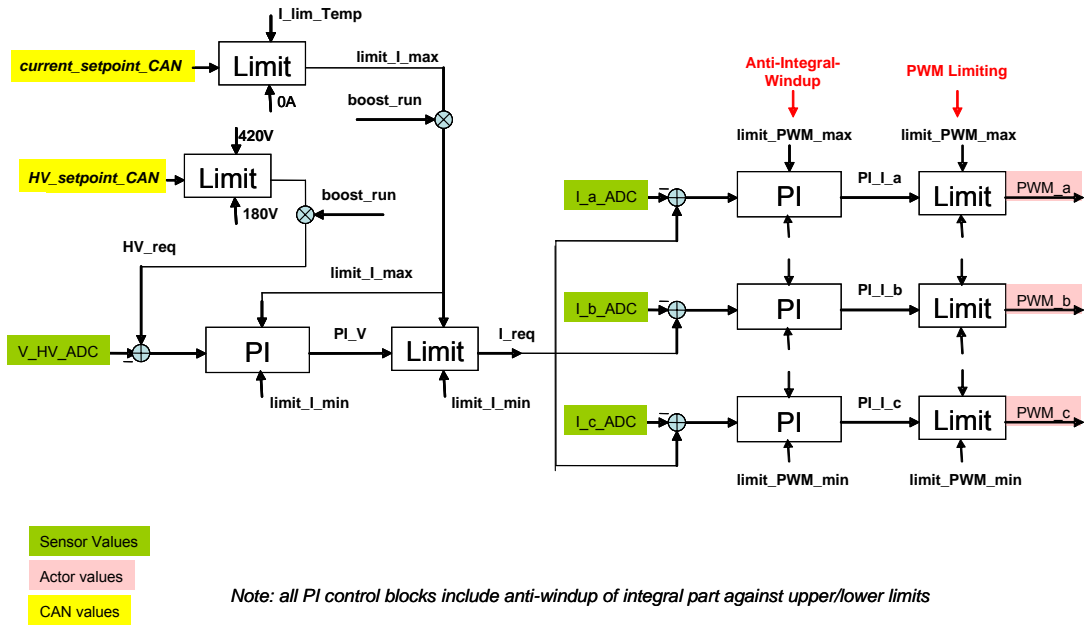 I_lim_Temp
current_setpoint_CAN
Limit
limit_I_max
0A
boost_run
420V
HV_setpoint_CAN
Limit
180V
boost_run
HV_req
limit_I_max
V_HV_ADC
PI
PI_V
Limit
I_req
limit_I_min
limit_I_min
Anti-Integral-
Windup
PWM Limiting
limit_PWM_max
limit_PWM_max
I_a_ADC
PI
PI_I_a
Limit
PWM_a
I_b_ADC
PI
PI_I_b
Limit
PWM_b
I_c_ADC
PI
PI_I_c
Limit
PWM_c
limit_PWM_min
limit_PWM_min
Sensor Values
Actor values
CAN values
Note: all PI control blocks include anti-windup of integral part against upper/lower limits